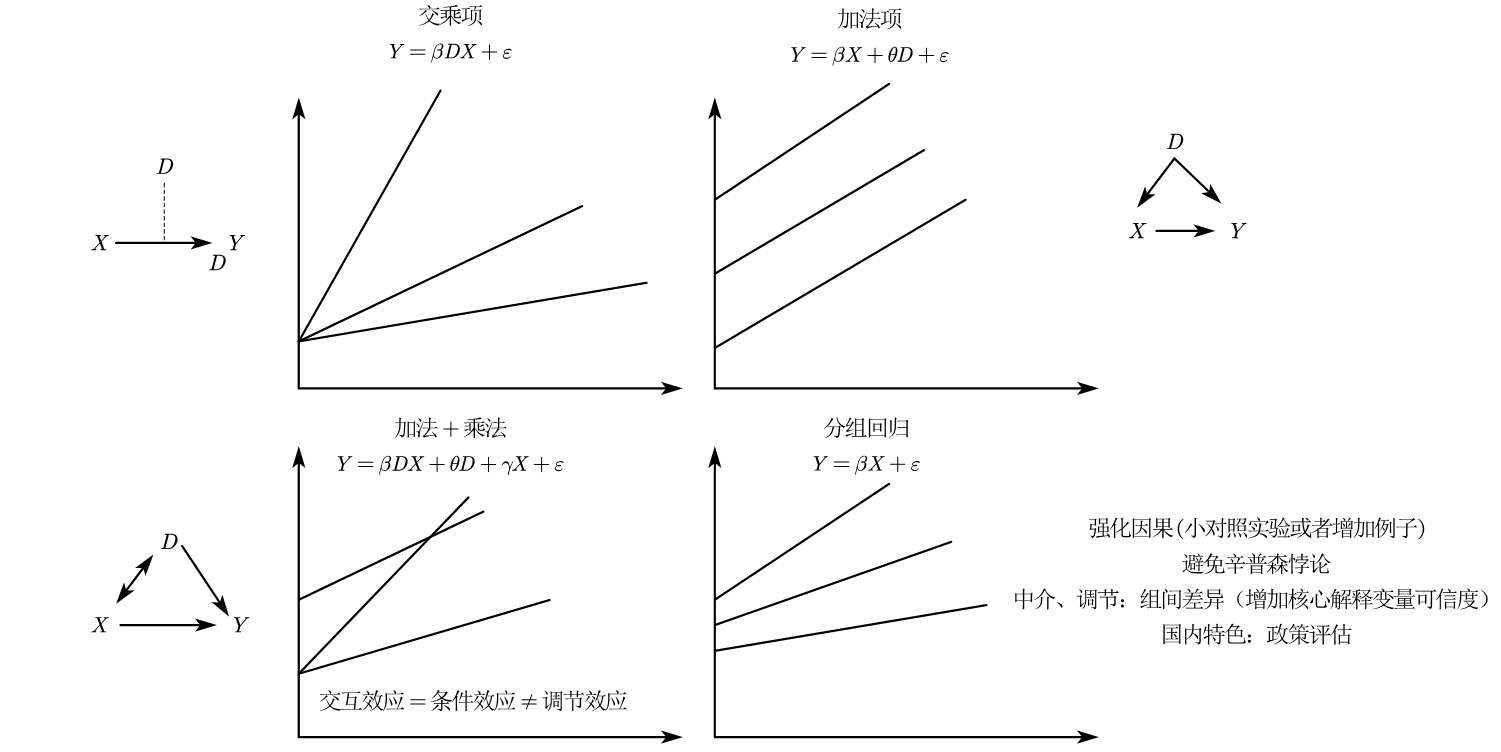 交乘项
Y = βDX + ε
D
X
Y
D
加法项
Y = βX + θD + ε
D
X
Y
加法 + 乘法
Y = βDX + θD + γX + ε
D
X
Y
交互效应 = 条件效应 ≠ 调节效应
分组回归
Y = βX + ε
强化因果(小对照实验或者增加例子)
避免辛普森悖论
中介、调节：组间差异（增加核心解释变量可信度）
国内特色：政策评估